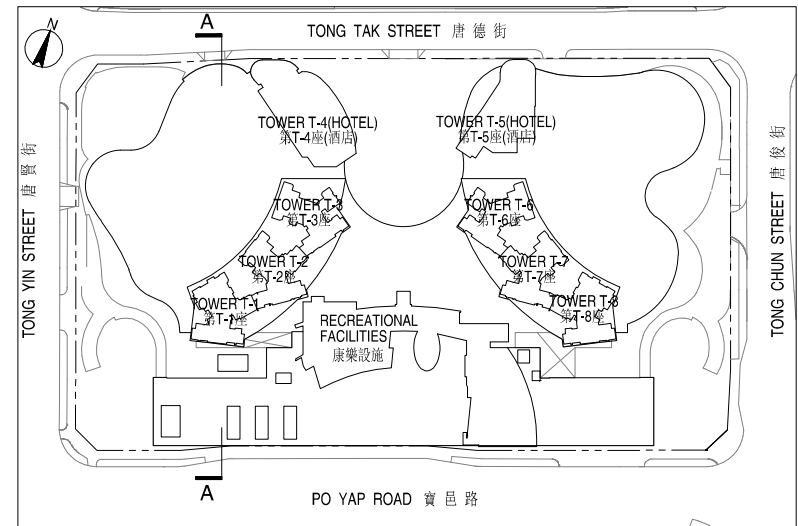 A
N
TONG TAK STREET 唐德街
TOWER T-4(HOTEL)
第T-4座(酒店)
TOWER T-5(HOTEL)
第T-5座(酒店)
TONG YIN STREET 唐賢街
TONG CHUN STREET 唐俊街
TOWER T-3
第T-3座
TOWER T-6
第T-6座
TOWER T-2
第T-2座
TOWER T-7
第T-7座
TOWER T-1
第T-1座
TOWER T-8
第T-8座
RECREATIONAL
FACILITIES
康樂設施
A
PO YAP ROAD 寶邑路